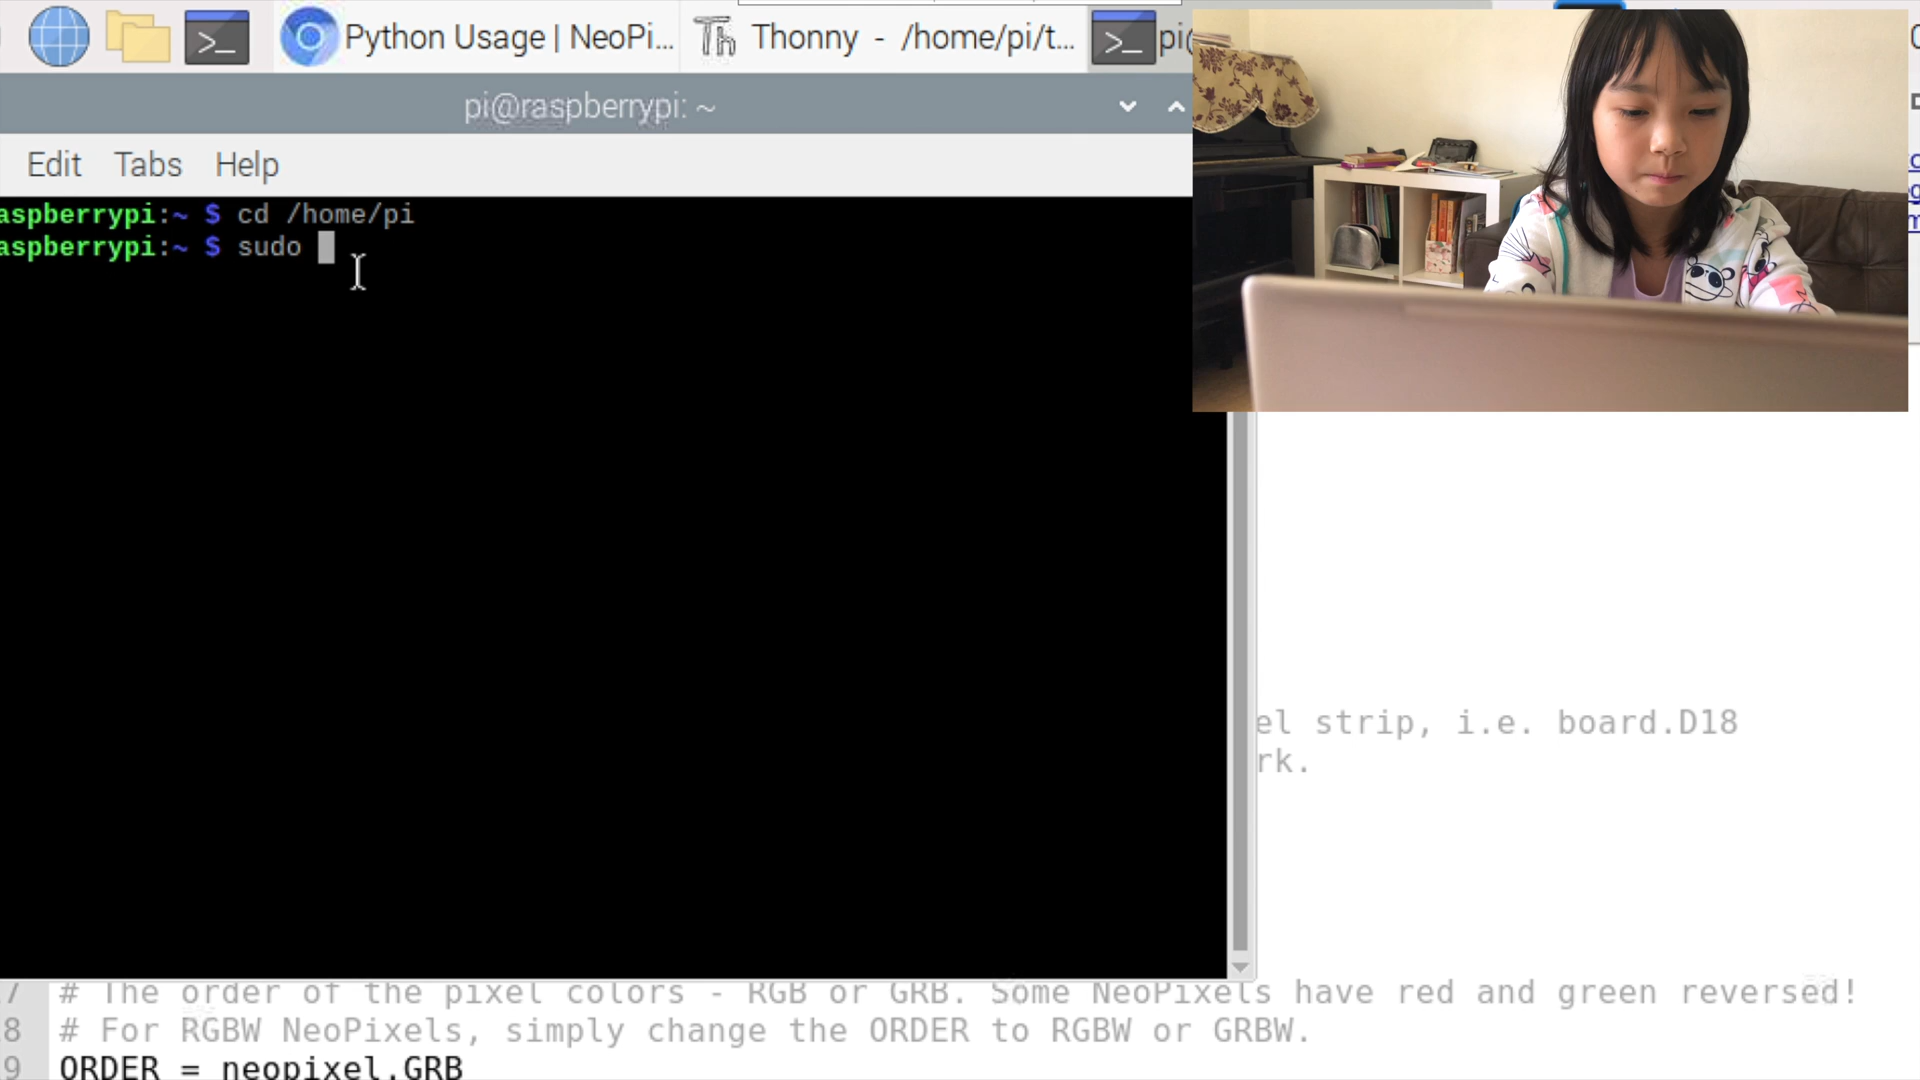 Python Usage | NeoPi...
Thonny - /home/pi/t...
pi@
pi@raspberrypi: ~
Edit Tabs Help
aspberrypi:~ $ cd /home/pi
aspberrypi:~ $ sudo
el strip, i.e. board.D18
rk.
7 # The order of the pixel colors - RGB or GRB. Some NeoPixels have red and green reversed!
8 # For RGBW NeoPixels, simply change the ORDER to RGBW or GRBW.
9 ORDER = neopixel.GRB